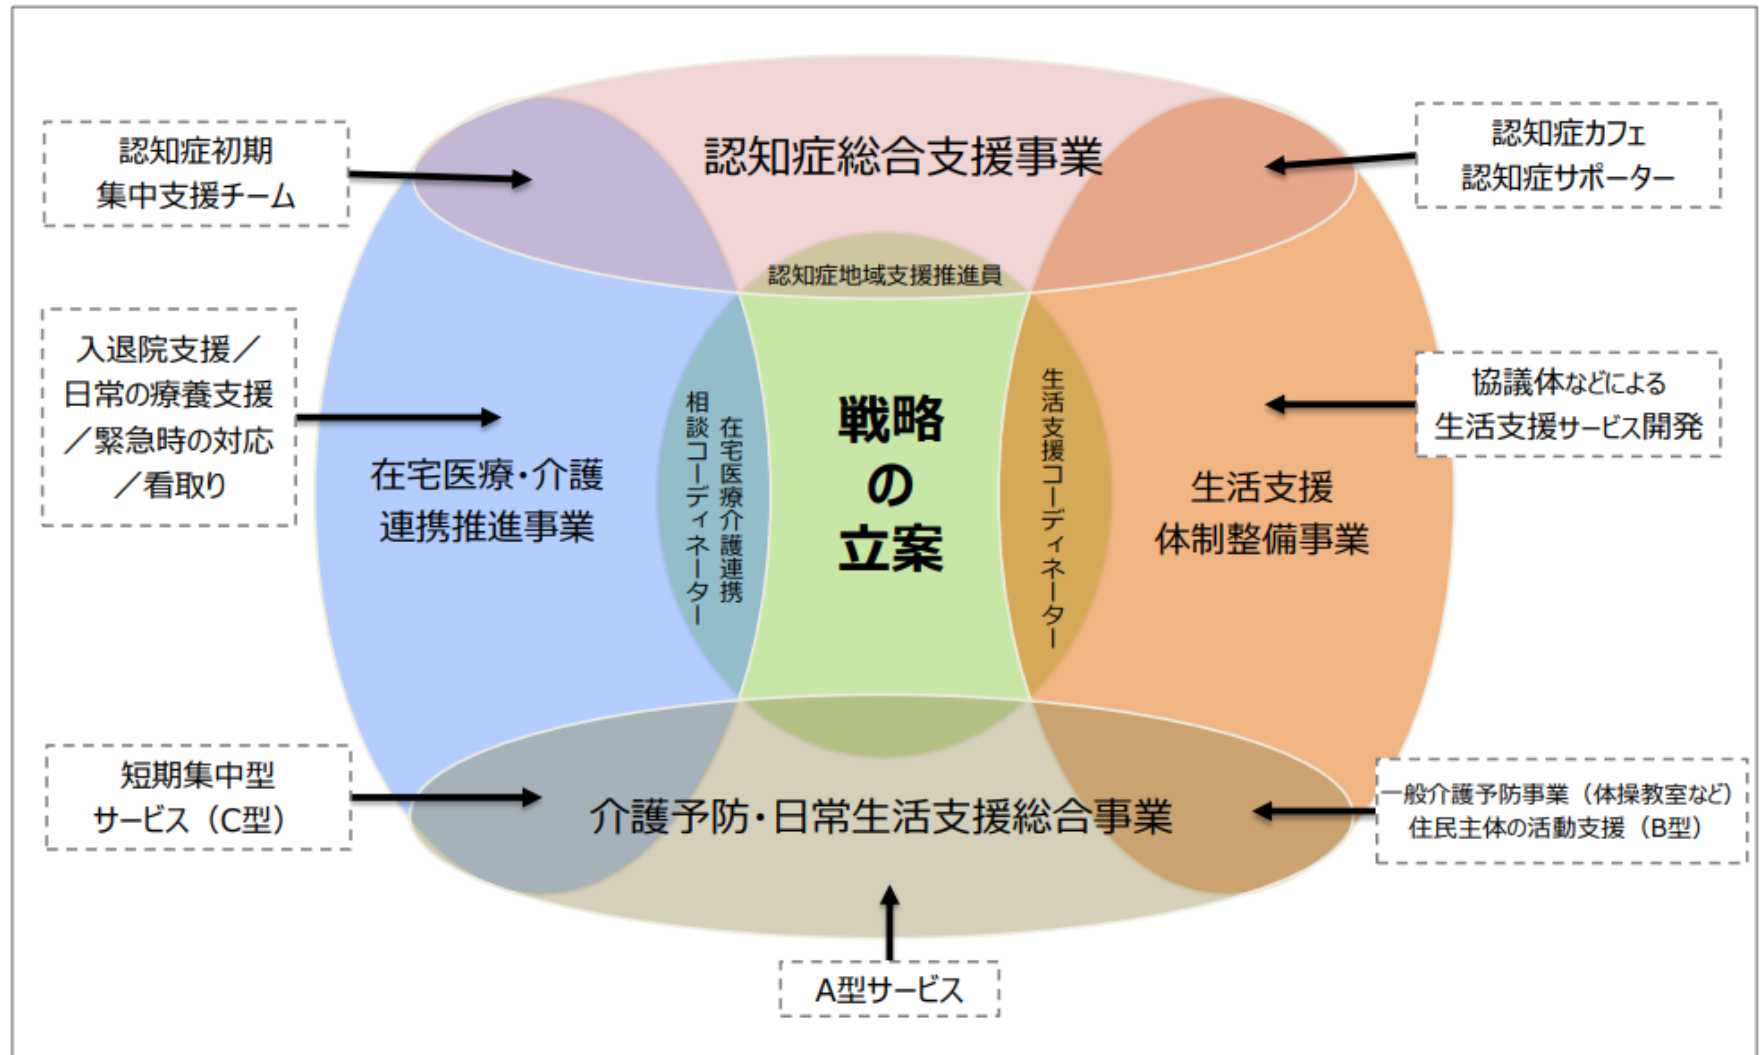 認知症総合支援事業
認知症初期
集中支援チーム
認知症カフェ
認知症サポーター
認知症地域支援推進員
入退院支援／
日常の療養支援
／緊急時の対応
／看取り
在宅医療・介護
連携推進事業
在宅医療介護連携
相談コーディネーター
戦略
の
立案
生活支援コーディネーター
生活支援
体制整備事業
協議体などによる
生活支援サービス開発
短期集中型
サービス（C型）
介護予防・日常生活支援総合事業
一般介護予防事業（体操教室など）
住民主体の活動支援（B型）
A型サービス